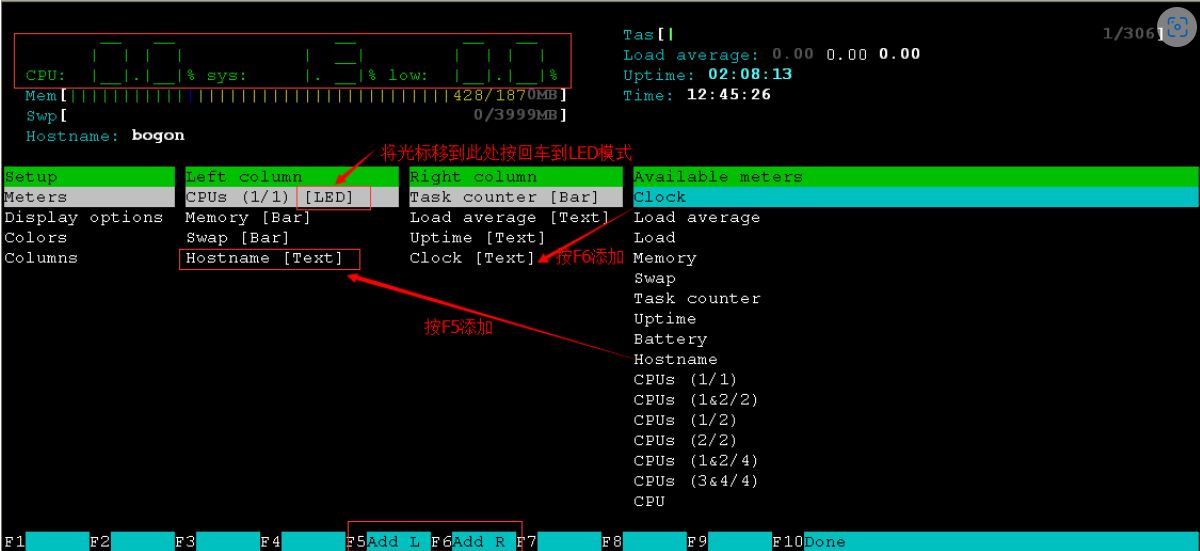 Tas[| 1/306]
Load average: 0.00 0.00 0.00
CPU: 0.0% sys: 1.3% low: 0.0%
Uptime: 02:08:13
Mem[||||||||||||||||||||||||||||||||||||428/1870MB]
Time: 12:45:26
Swp[ 0/3999MB]
Hostname: bogon
将光标移到此处按回车到LED模式
Setup Left column Right column Available meters
Meters CPUs (1/1) [LED] Task counter [Bar] Clock
Display options Memory [Bar] Load average [Text] Load average
Colors Swap [Bar] Uptime [Text] Load
Columns Hostname [Text] Clock [Text] 按F6添加 Memory
Swap
Task counter
Uptime
按F5添加
Battery
Hostname
CPUs (1/1)
CPUs (1&2/2)
CPUs (1/2)
CPUs (2/2)
CPUs (1&2/4)
CPUs (3&4/4)
CPU
F1 F2 F3 F4 F5Add L F6Add R F7 F8 F9 F10Done